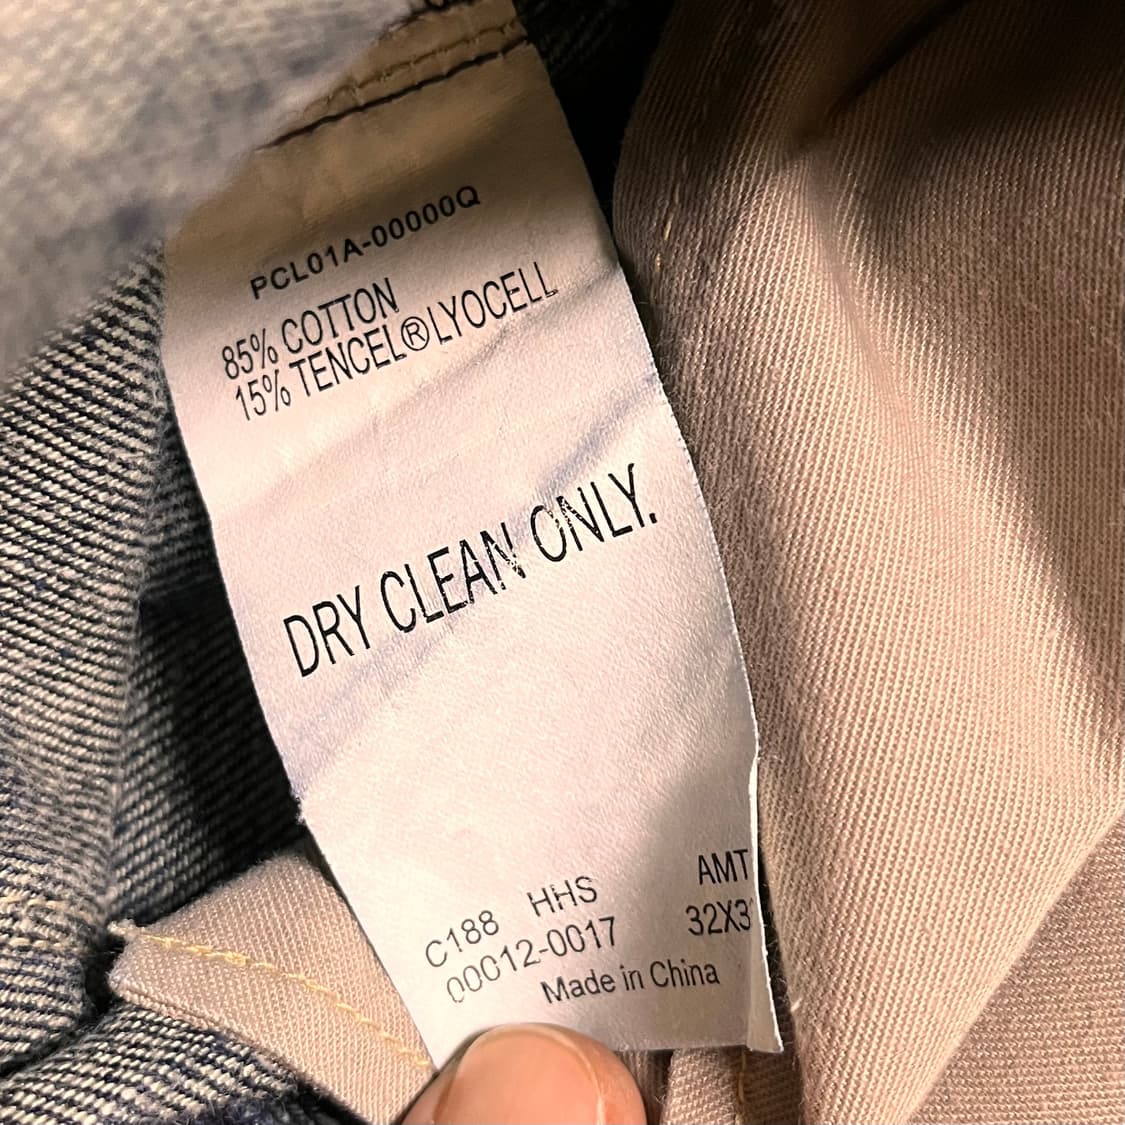 PCL01A-00000Q
85% COTTON
15% TENCEL®LYOCELL
DRY CLEAN ONLY.
C188 HHS AMT
00012-0017
Made in China